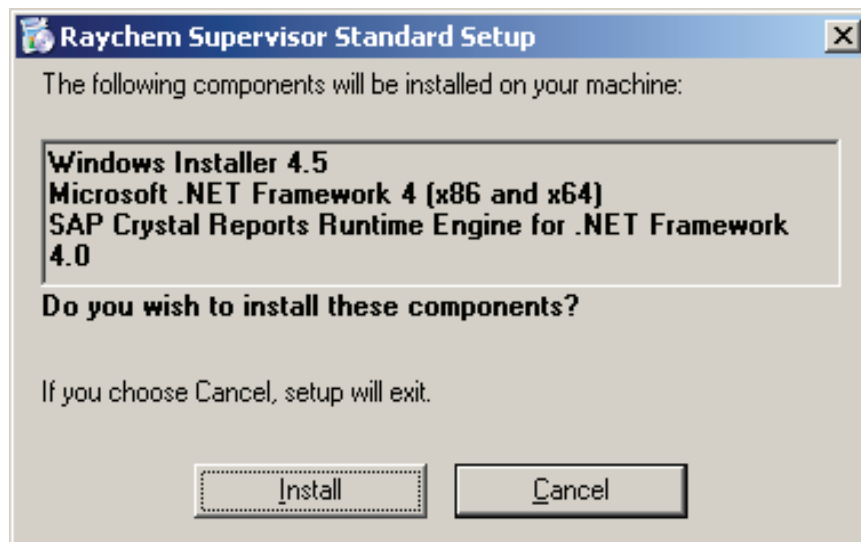 Raychem Supervisor Standard Setup
The following components will be installed on your machine:
Windows Installer 4.5
Microsoft .NET Framework 4 (x86 and x64)
SAP Crystal Reports Runtime Engine for .NET Framework
4.0
Do you wish to install these components?
If you choose Cancel, setup will exit.
Install
Cancel